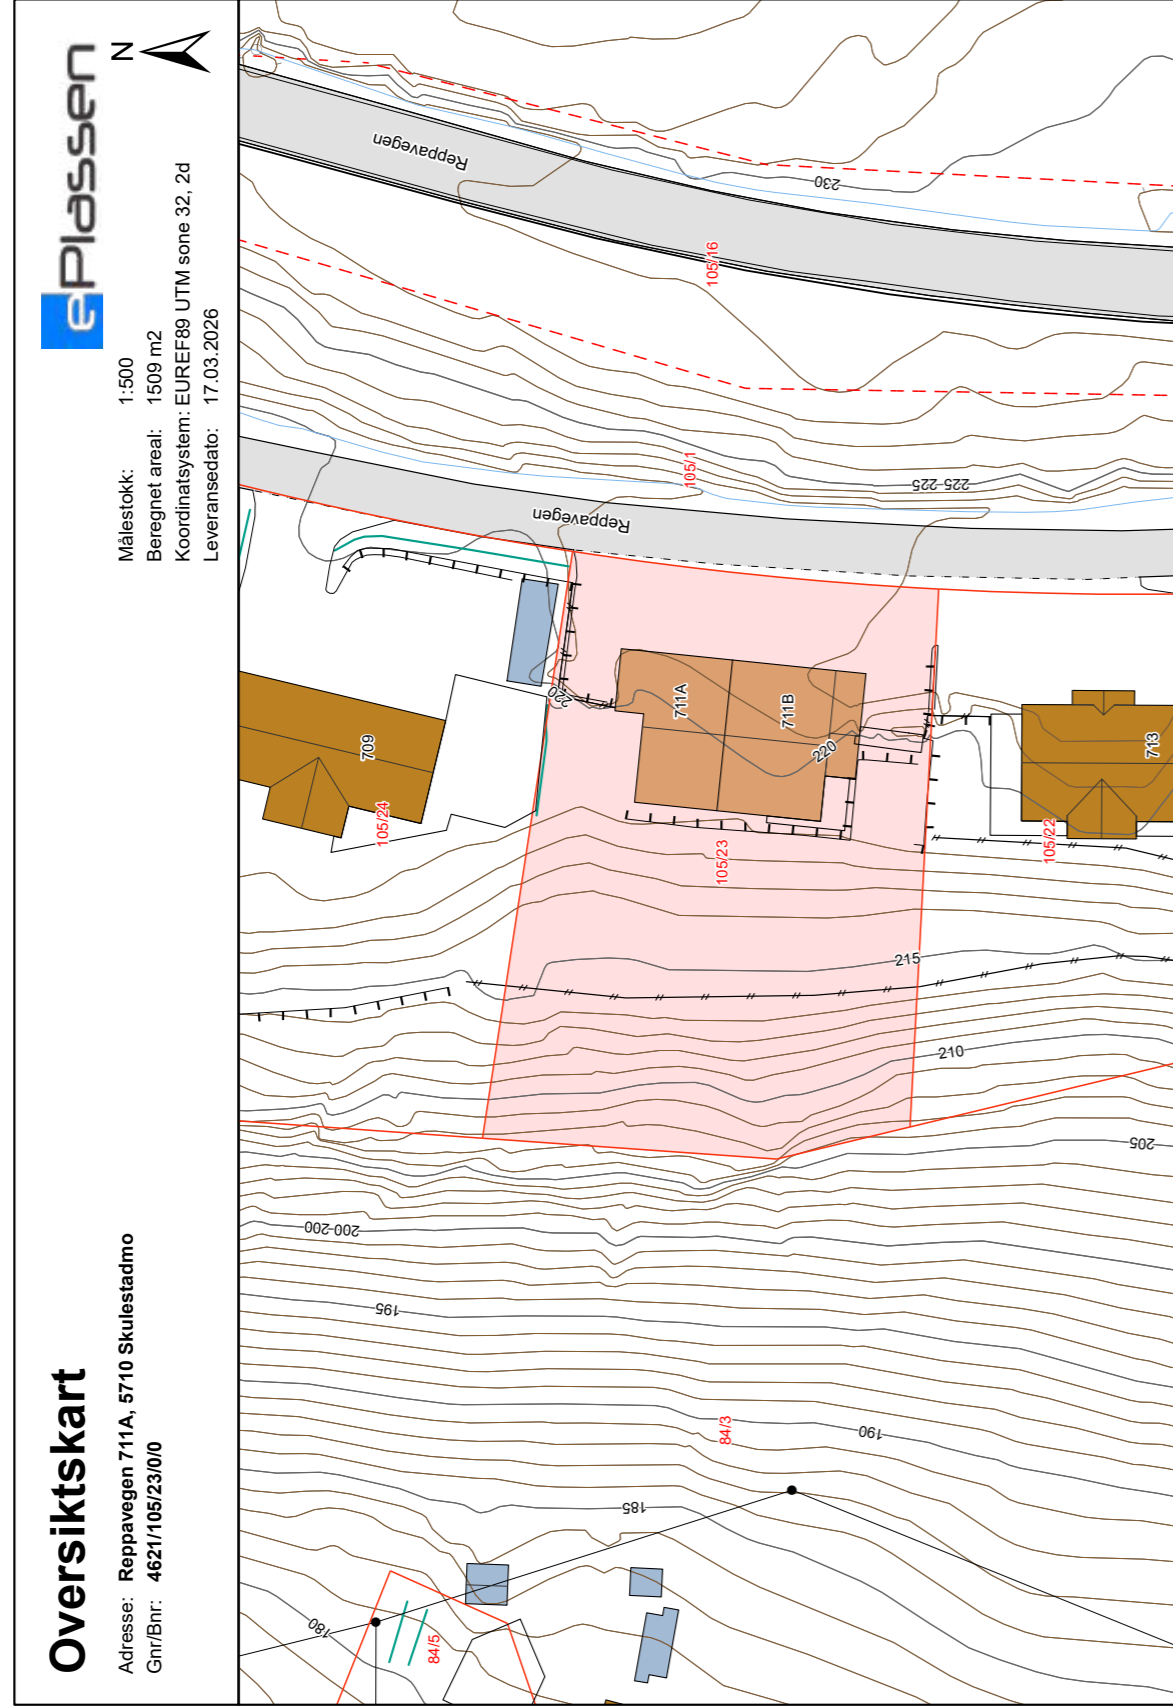 Oversiktskart
Adresse: Reppavegen 711A, 5710 Skulestadmo
Gnr/Bnr: 4621/105/23/0/0
Målestokk: 1:500
Beregnet areal: 1509 m2
Koordinatsystem: EUREF89 UTM sone 32, 2d
Leveransedato: 17.03.2026
ePlassen
N
Reppavegen
230
105/16
105/1
225 225
Reppavegen
220
711A
711B
220
709
105/24
713
105/22
105/23
215
210
205
200 200
195
84/3
190
185
180
84/5